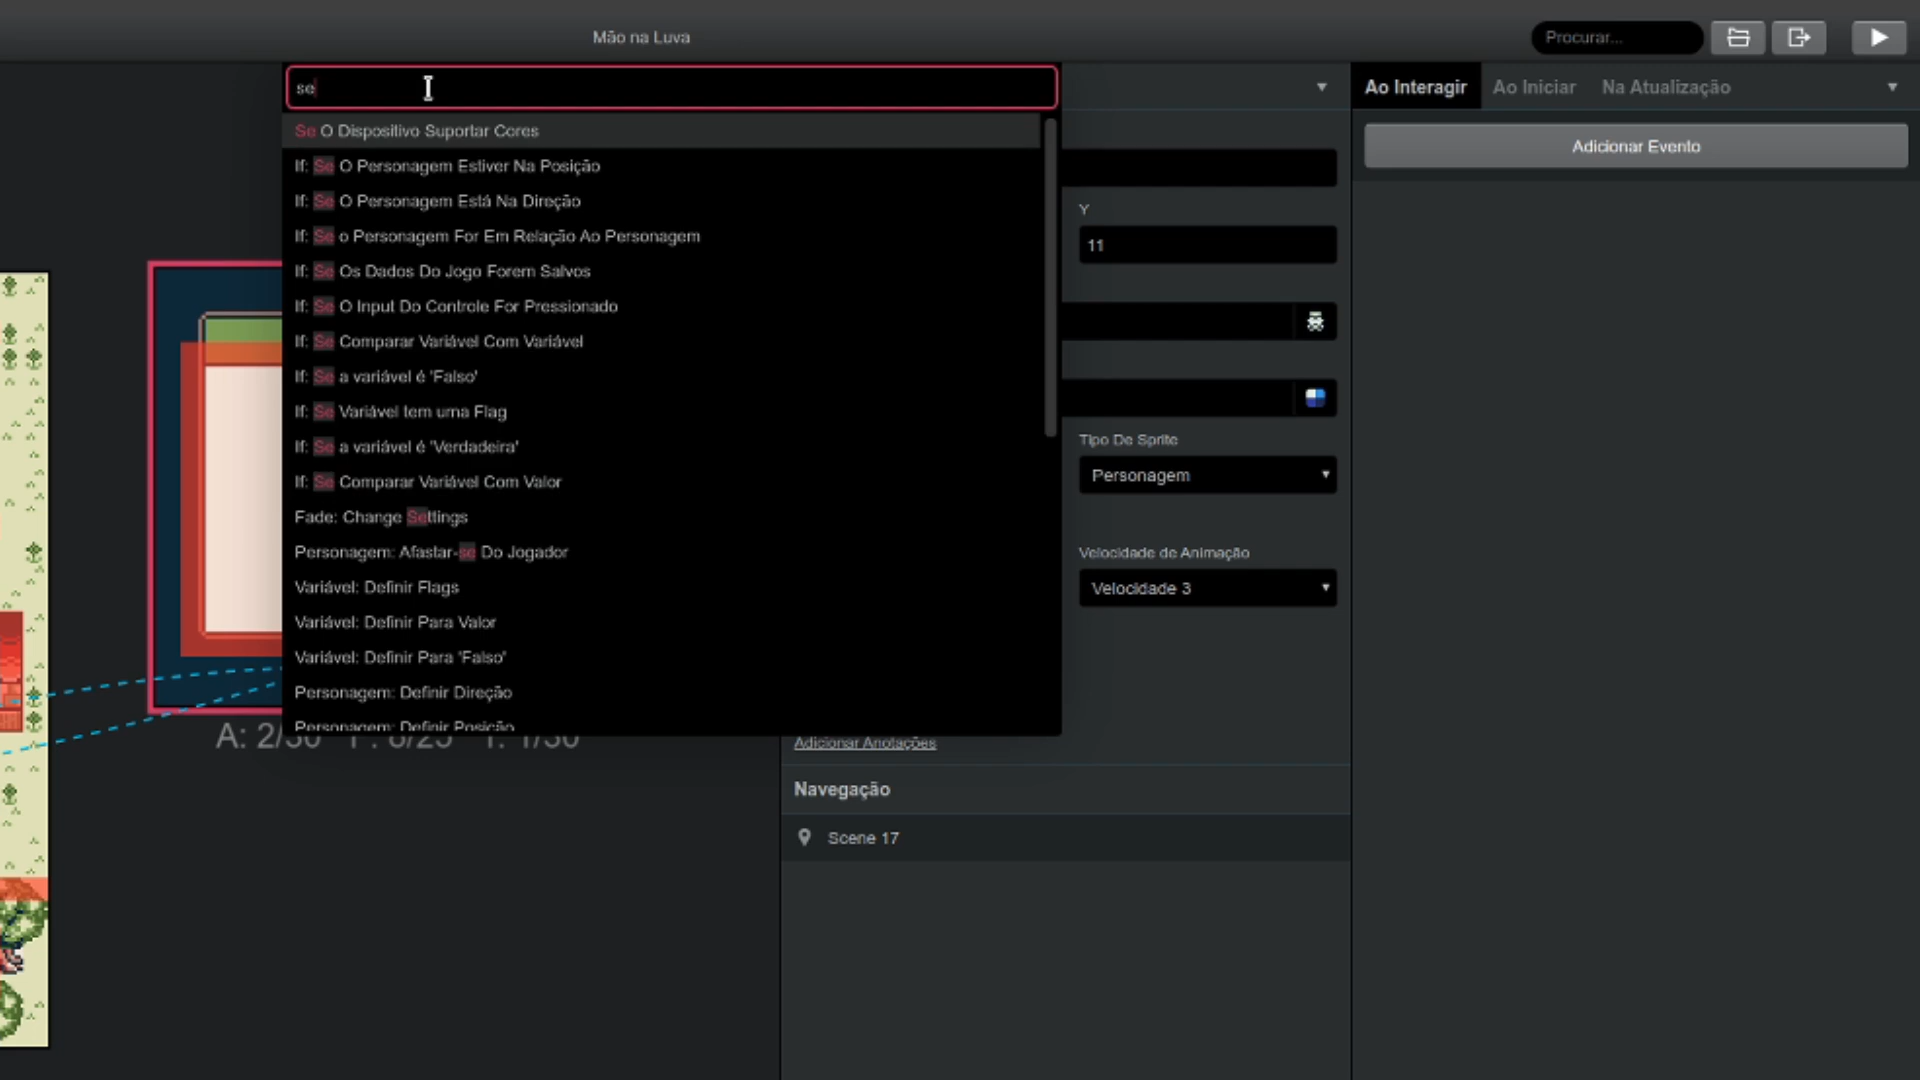 Mão na Luva
Procurar...
se
Ao Interagir
Ao Iniciar
Na Atualização
Se O Dispositivo Suportar Cores
If: Se O Personagem Estiver Na Posição
If: Se O Personagem Está Na Direção
If: Se o Personagem For Em Relação Ao Personagem
If: Se Os Dados Do Jogo Forem Salvos
If: Se O Input Do Controle For Pressionado
If: Se Comparar Variável Com Variável
If: Se a variável é 'Falso'
If: Se Variável tem uma Flag
If: Se a variável é 'Verdadeira'
If: Se Comparar Variável Com Valor
Fade: Change Settings
Personagem: Afastar-se Do Jogador
Variável: Definir Flags
Variável: Definir Para Valor
Variável: Definir Para 'Falso'
Personagem: Definir Direção
Personagem: Definir Posição
Adicionar Evento
Y
11
Tipo De Sprite
Personagem
Velocidade de Animação
Velocidade 3
A: 2/30
Adicionar Anotações
Navegação
Scene 17